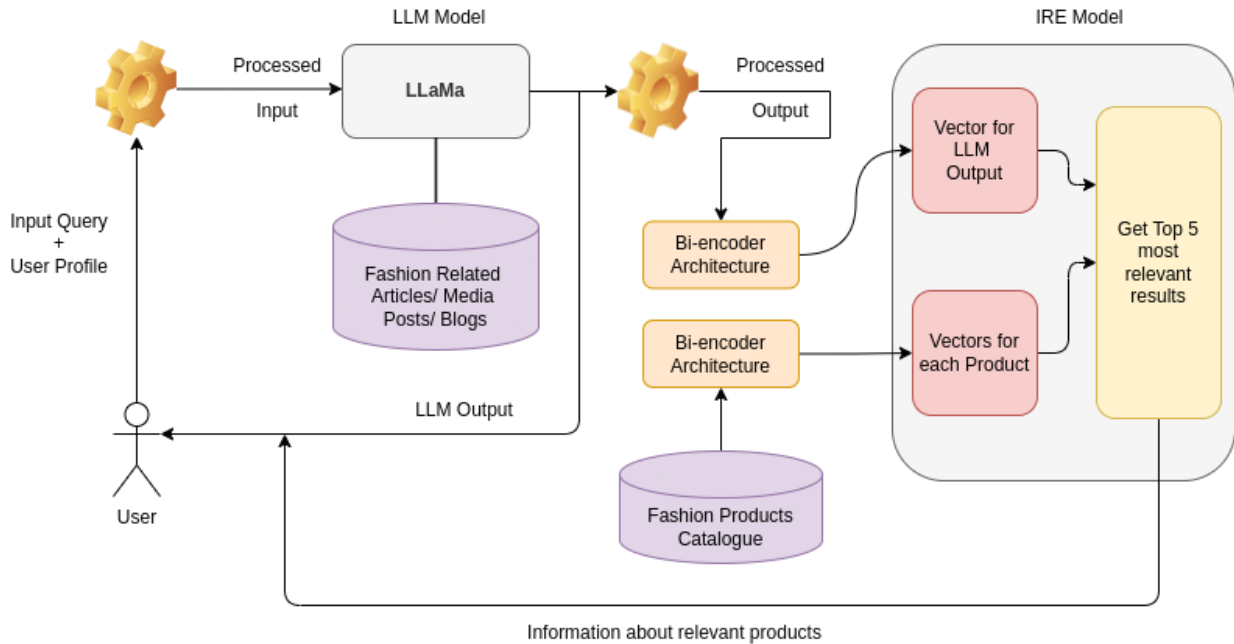 LLM Model
IRE Model
Processed
Input
LLaMa
Processed
Output
Vector for
LLM
Output
Input Query
+
User Profile
Fashion Related
Articles/ Media
Posts/ Blogs
Bi-encoder
Architecture
Get Top 5
most
relevant
results
Bi-encoder
Architecture
Vectors for
each Product
LLM Output
User
Fashion Products
Catalogue
Information about relevant products